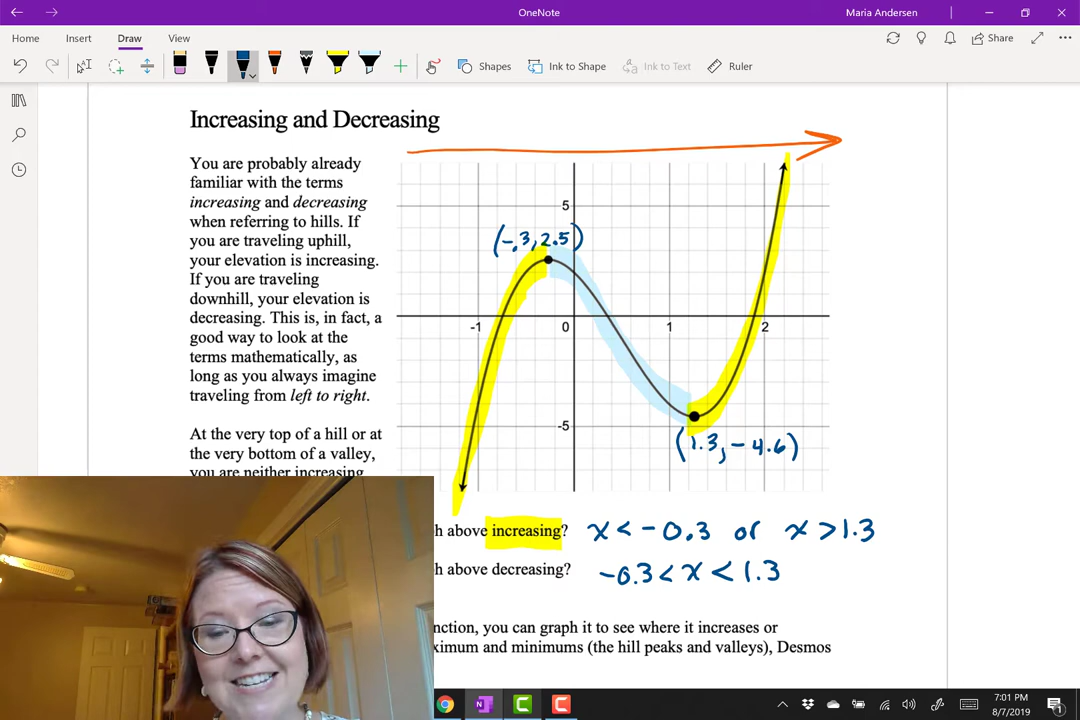 OneNote
Maria Andersen
Home Insert Draw View
Share
Shapes
Ink to Shape
Ink to Text
Ruler
Increasing and Decreasing
You are probably already
familiar with the terms
increasing and decreasing
when referring to hills. If
you are traveling uphill,
your elevation is increasing.
If you are traveling
downhill, your elevation is
decreasing. This is, in fact, a
good way to look at the
terms mathematically, as
long as you always imagine
traveling from left to right.
At the very top of a hill or at
the very bottom of a valley,
you are neither increasing
5
(-.3, 2.5)
-1 0 1 2
-5
(1.3, -4.6)
h above increasing? x < -0.3 or x > 1.3
h above decreasing? -0.3 < x < 1.3
nction, you can graph it to see where it increases or
ximum and minimums (the hill peaks and valleys), Desmos
7:01 PM
8/7/2019